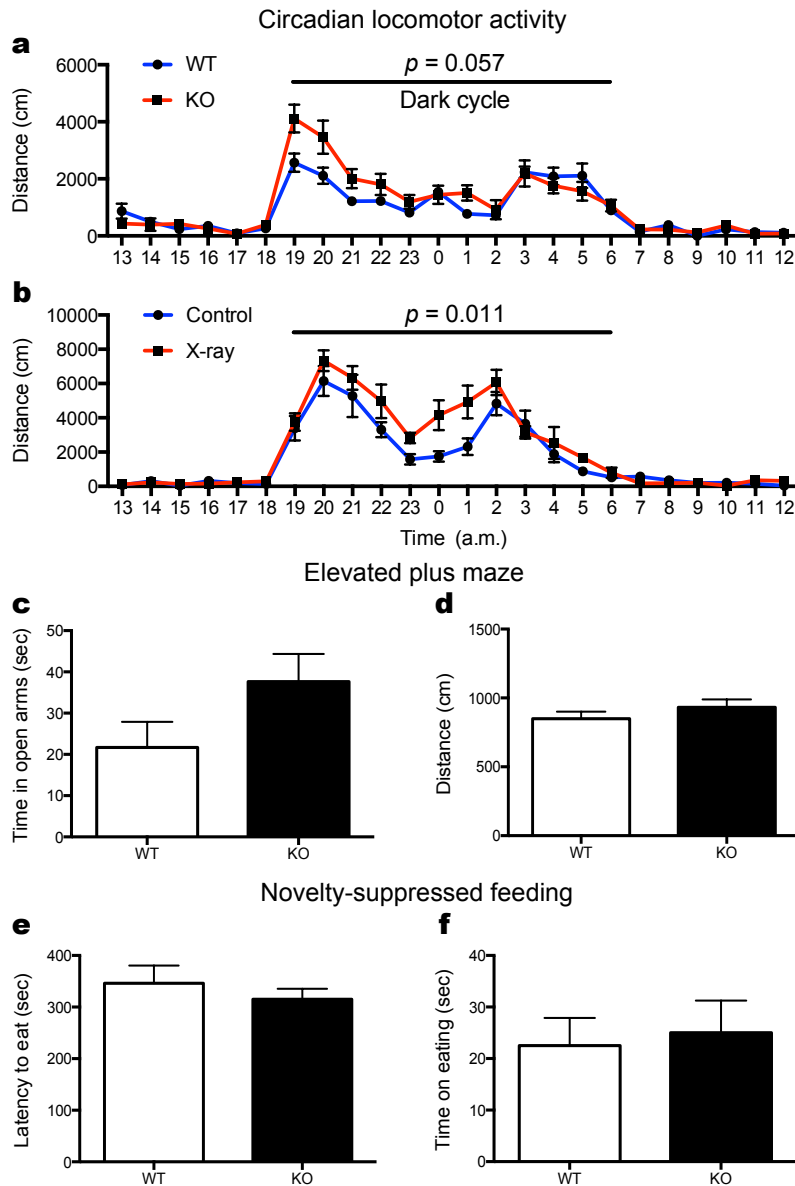 Circadian locomotor activity
a
WT
KO
p = 0.057
Dark cycle
Distance (cm)
6000
4000
2000
0
13 14 15 16 17 18 19 20 21 22 23 0 1 2 3 4 5 6 7 8 9 10 11 12
b
Control
X-ray
p = 0.011
Distance (cm)
10000
8000
6000
4000
2000
0
13 14 15 16 17 18 19 20 21 22 23 0 1 2 3 4 5 6 7 8 9 10 11 12
Time (a.m.)
Elevated plus maze
c
Time in open arms (sec)
50
40
30
20
10
0
WT KO
d
Distance (cm)
1500
1000
500
0
WT KO
Novelty-suppressed feeding
e
Latency to eat (sec)
400
300
200
100
0
WT KO
f
Time on eating (sec)
40
30
20
10
0
WT KO